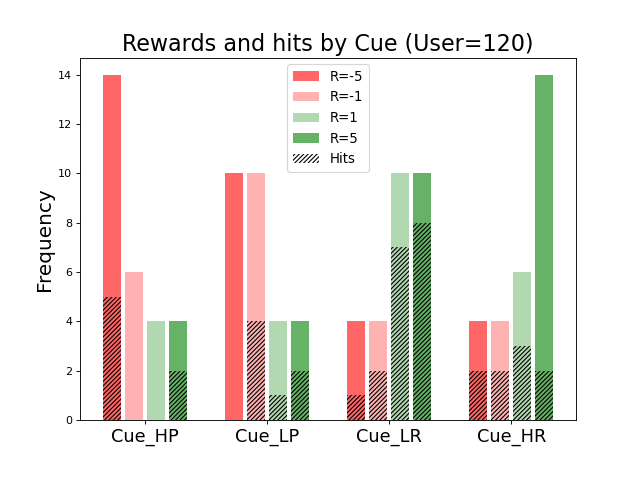 Rewards and hits by Cue (User=120)
R=-5
R=-1
R=1
R=5
Hits
Frequency
14
12
10
8
6
4
2
0
Cue_HP Cue_LP Cue_LR Cue_HR